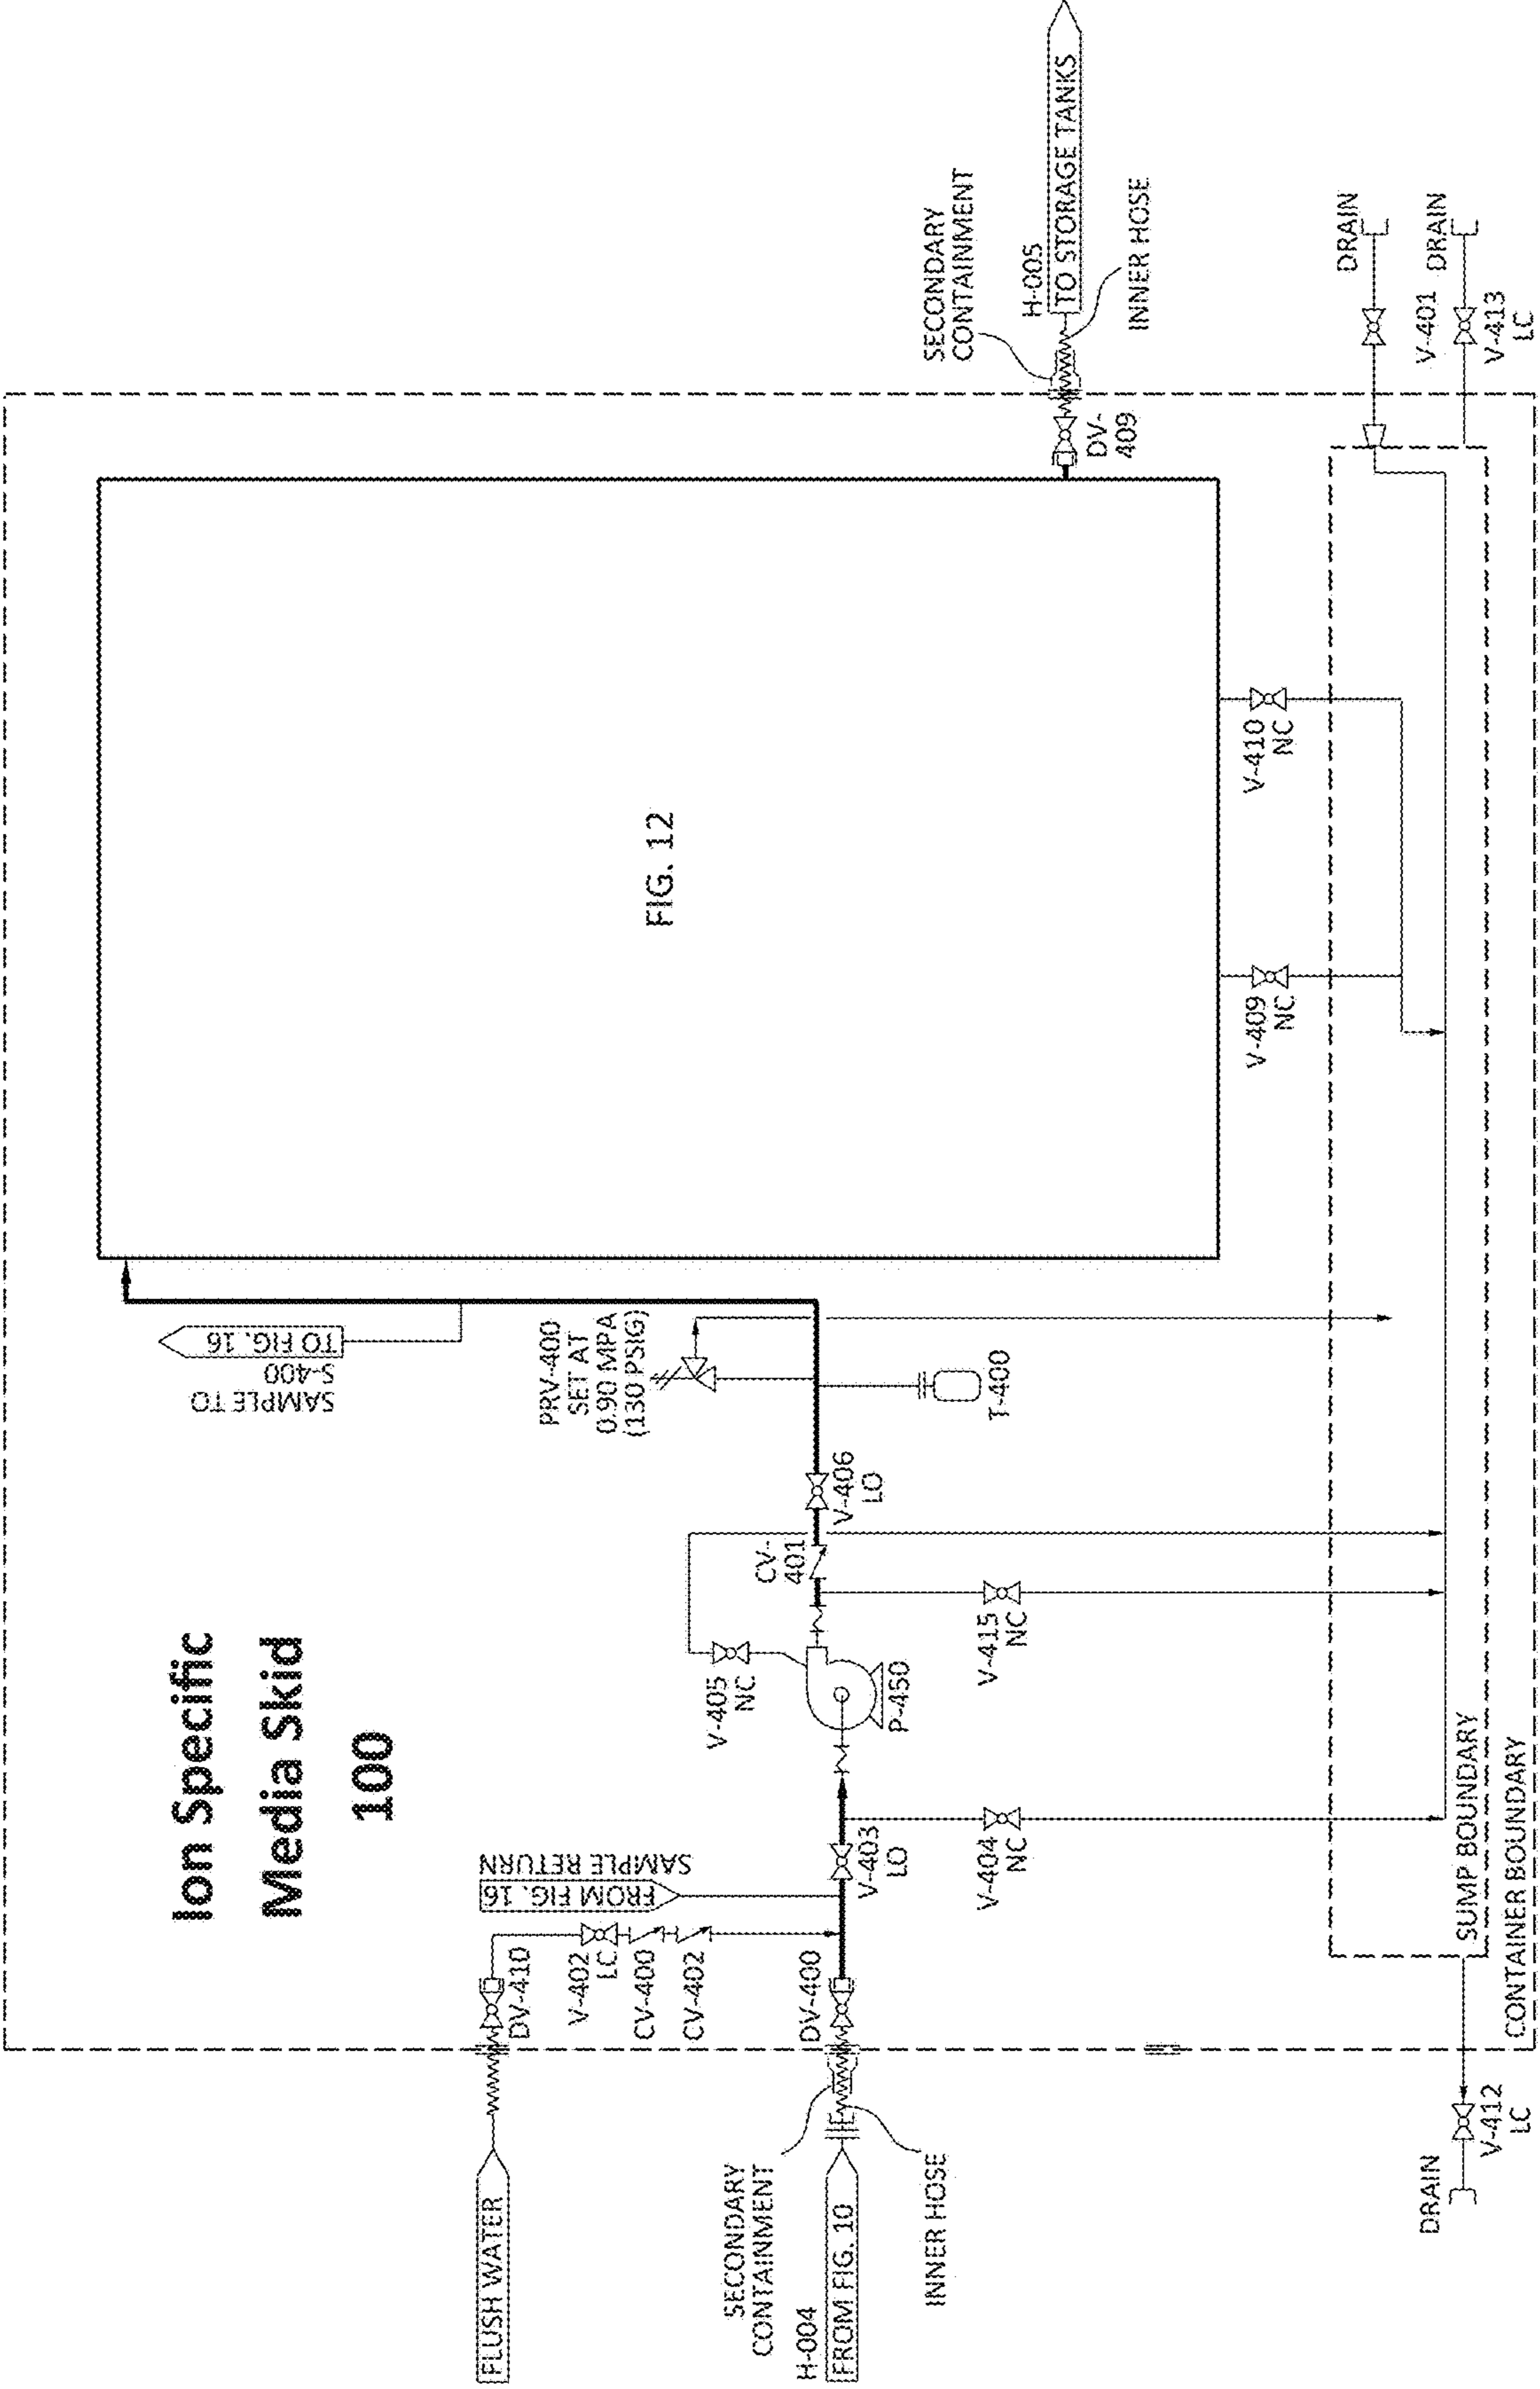 Ion Specific
Media Skid
100
FLUSH WATER
DV-410
V-402
LC
CV-400
CV-402
FROM FIG. 16
SAMPLE RETURN
SECONDARY
CONTAINMENT
H-004
FROM FIG. 10
INNER HOSE
DV-400
V-403
LO
V-404
NC
V-405
NC
P-450
V-415
NC
CV-
401
V-406
LO
PRV-400
SET AT
0.90 MPA
(130 PSIG)
T-400
SAMPLE TO
S-400
TO FIG. 16
FIG. 12
V-409
NC
V-410
NC
DV-
409
SECONDARY
CONTAINMENT
H-005
TO STORAGE TANKS
INNER HOSE
DRAIN
V-401
DRAIN
V-413
LC
SUMP BOUNDARY
CONTAINER BOUNDARY
DRAIN
V-412
LC